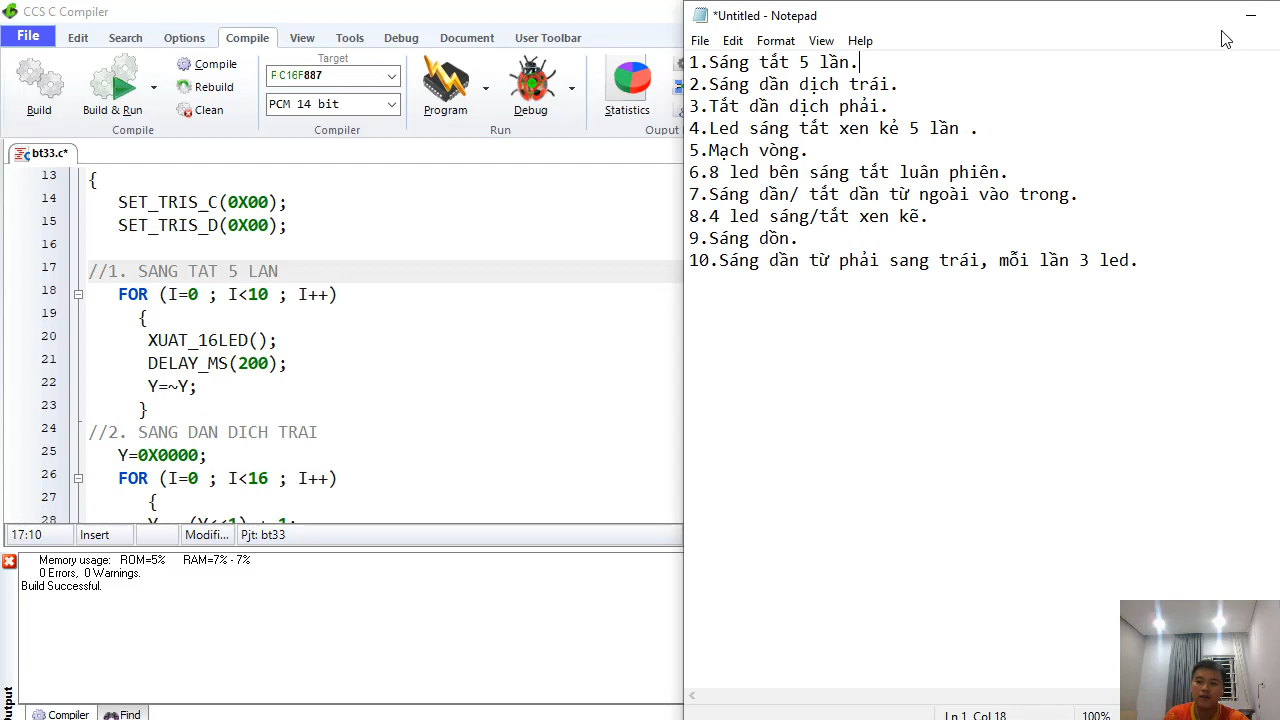 CCS C Compiler
File Edit Search Options Compile View Tools Debug Document User Toolbar
Build
Build & Run
Compile
Rebuild
Clean
Compile
Target
PCM 14 bit
Compiler
Program
Debug
Run
Statistics
Ouput
bt33.c*
13 {
14 SET_TRIS_C(0X00);
15 SET_TRIS_D(0X00);
16
17 //1. SANG TAT 5 LAN
18 FOR (I=0 ; I<10 ; I++)
19 {
20 XUAT_16LED();
21 DELAY_MS(200);
22 Y=~Y;
23 }
24 //2. SANG DAN DICH TRAI
25 Y=0X0000;
26 FOR (I=0 ; I<16 ; I++)
27 {
28
17:10 Insert Modifi... Pjt: bt33
Memory usage: ROM=5% RAM=7% - 7%
0 Errors, 0 Warnings.
Build Successful.
Output
Compiler Find
*Untitled - Notepad
File Edit Format View Help
1.Sáng tắt 5 lần.
2.Sáng dần dịch trái.
3.Tắt dần dịch phải.
4.Led sáng tắt xen kẻ 5 lần .
5.Mạch vòng.
6.8 led bên sáng tắt luân phiên.
7.Sáng dần/ tắt dần từ ngoài vào trong.
8.4 led sáng/tắt xen kẽ.
9.Sáng dồn.
10.Sáng dần từ phải sang trái, mỗi lần 3 led.
Ln 1, Col 18 100%